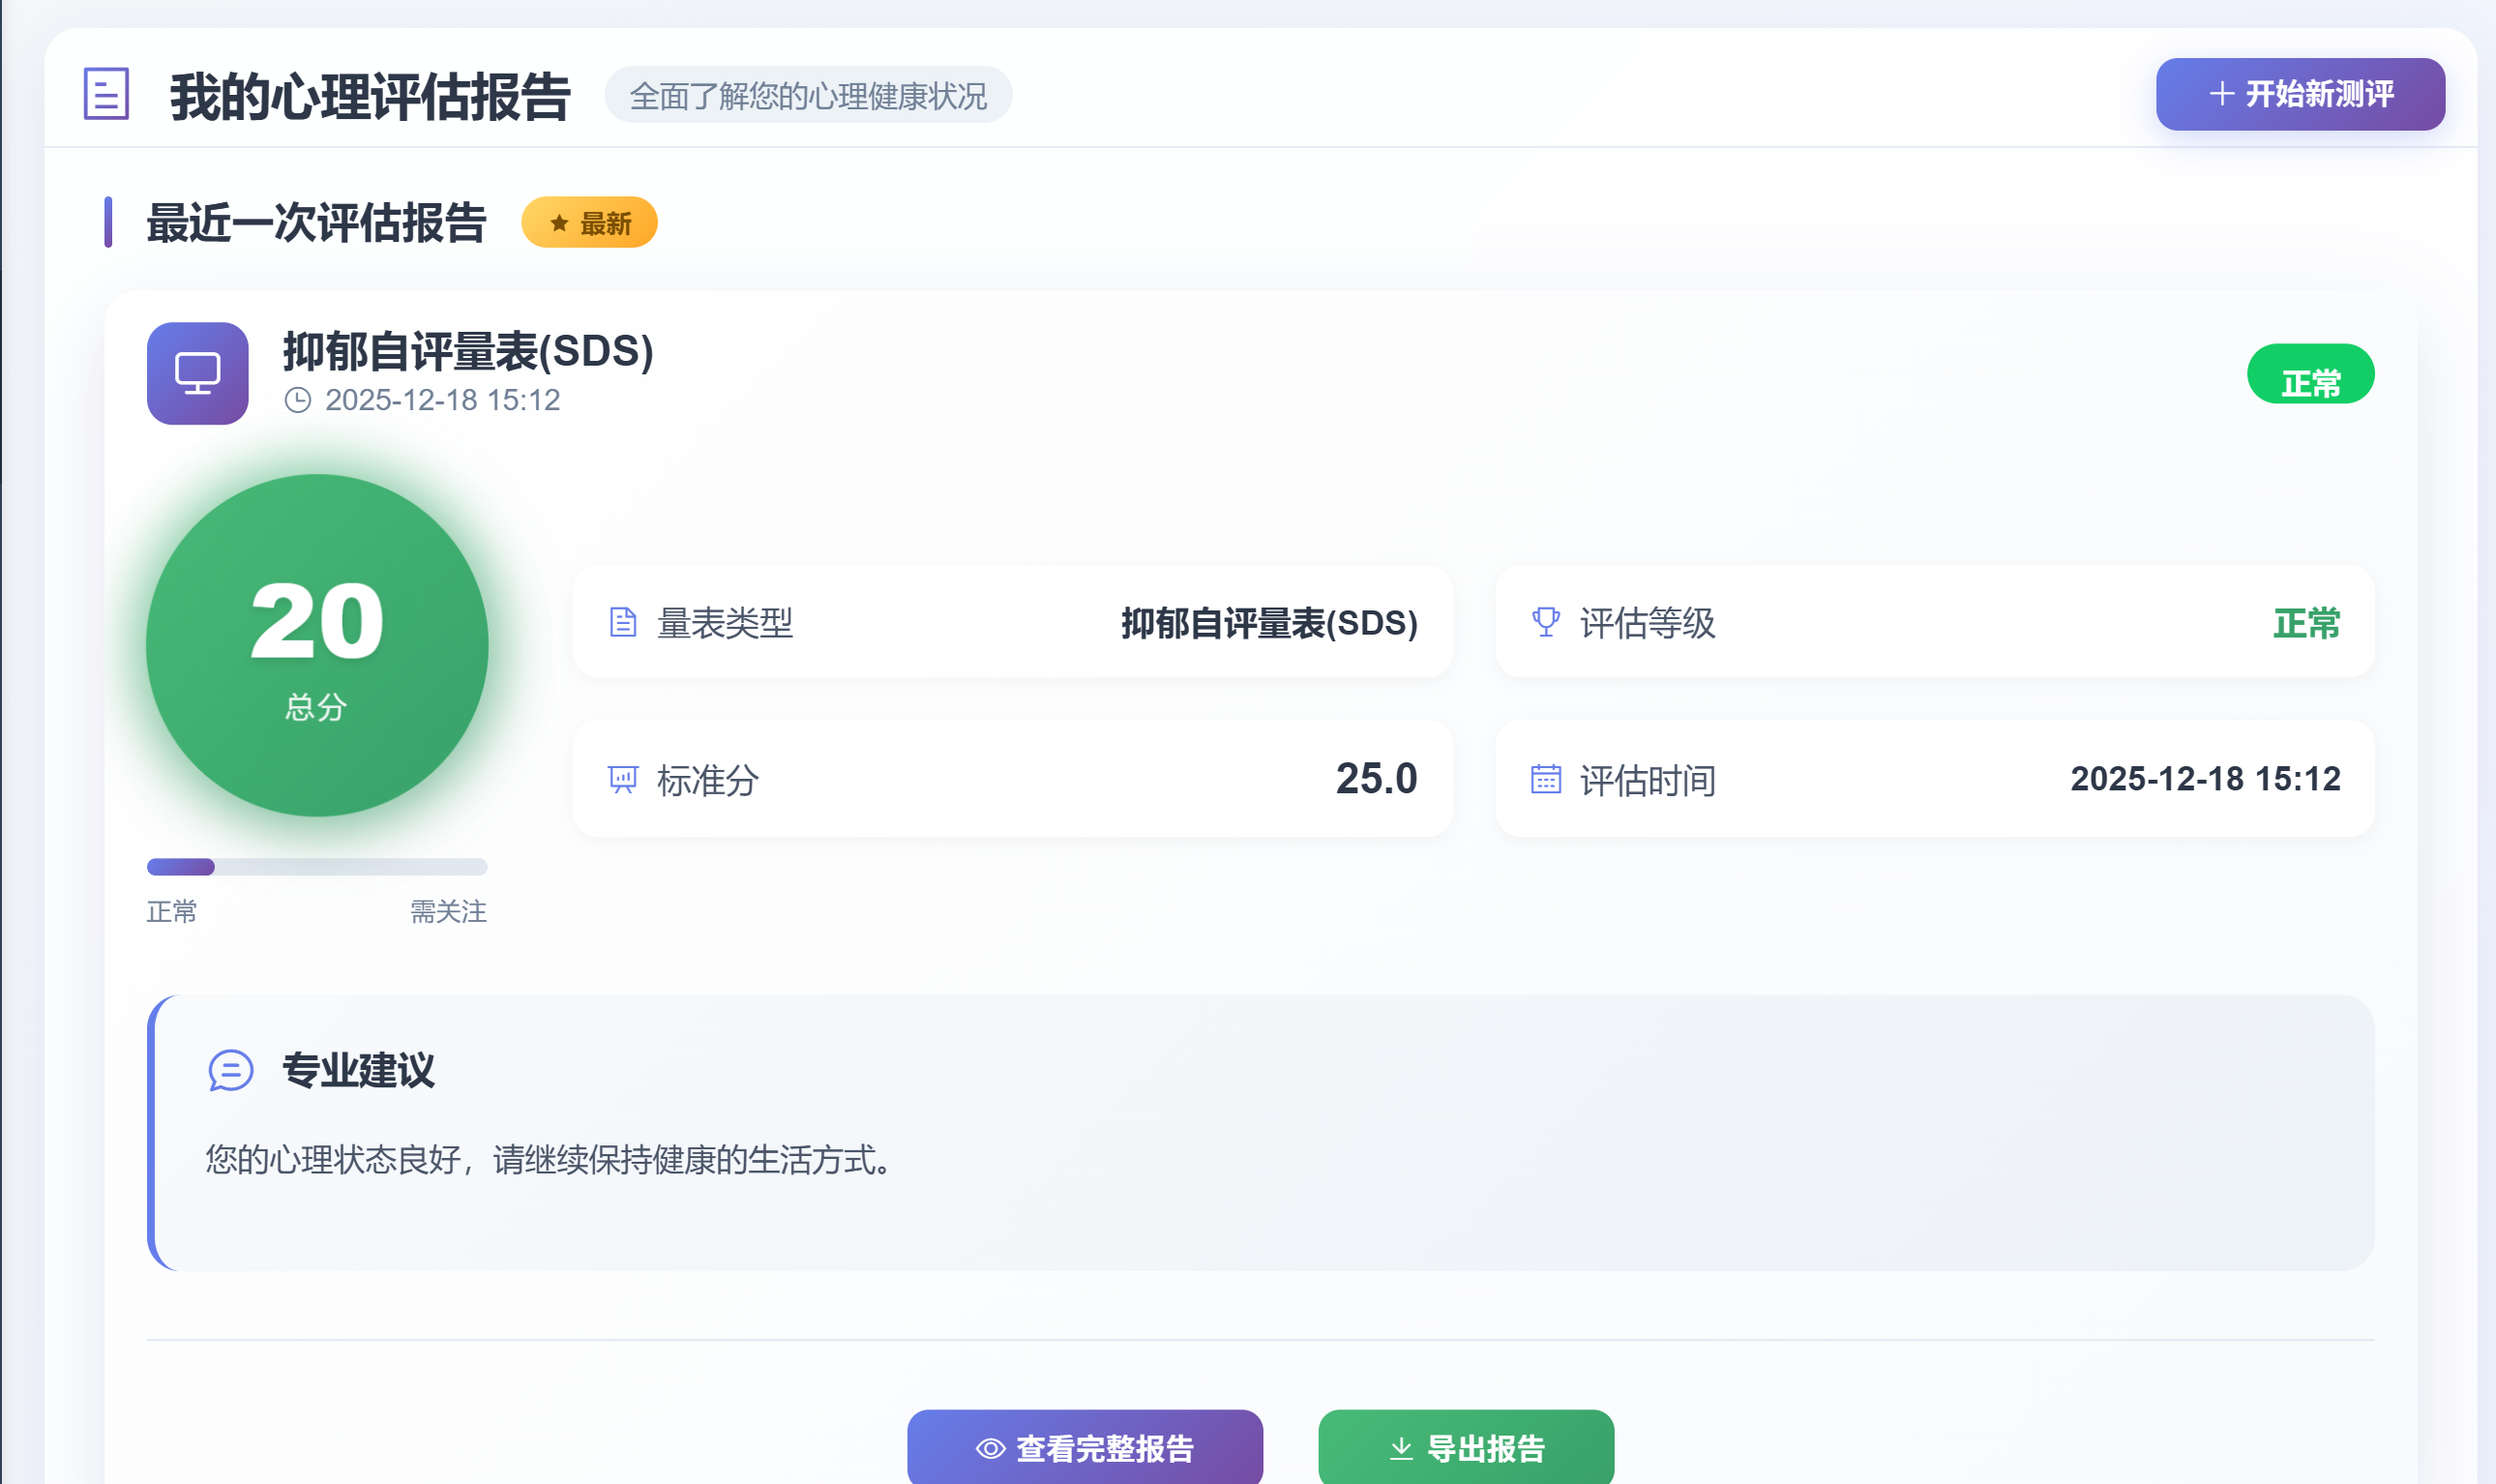 我的心理评估报告 全面了解您的心理健康状况 开始新测评
最近一次评估报告 最新
抑郁自评量表(SDS)
2025-12-18 15:12
正常
20
总分
正常 需关注
量表类型 抑郁自评量表(SDS)
评估等级 正常
标准分 25.0
评估时间 2025-12-18 15:12
专业建议
您的心理状态良好，请继续保持健康的生活方式。
查看完整报告 导出报告